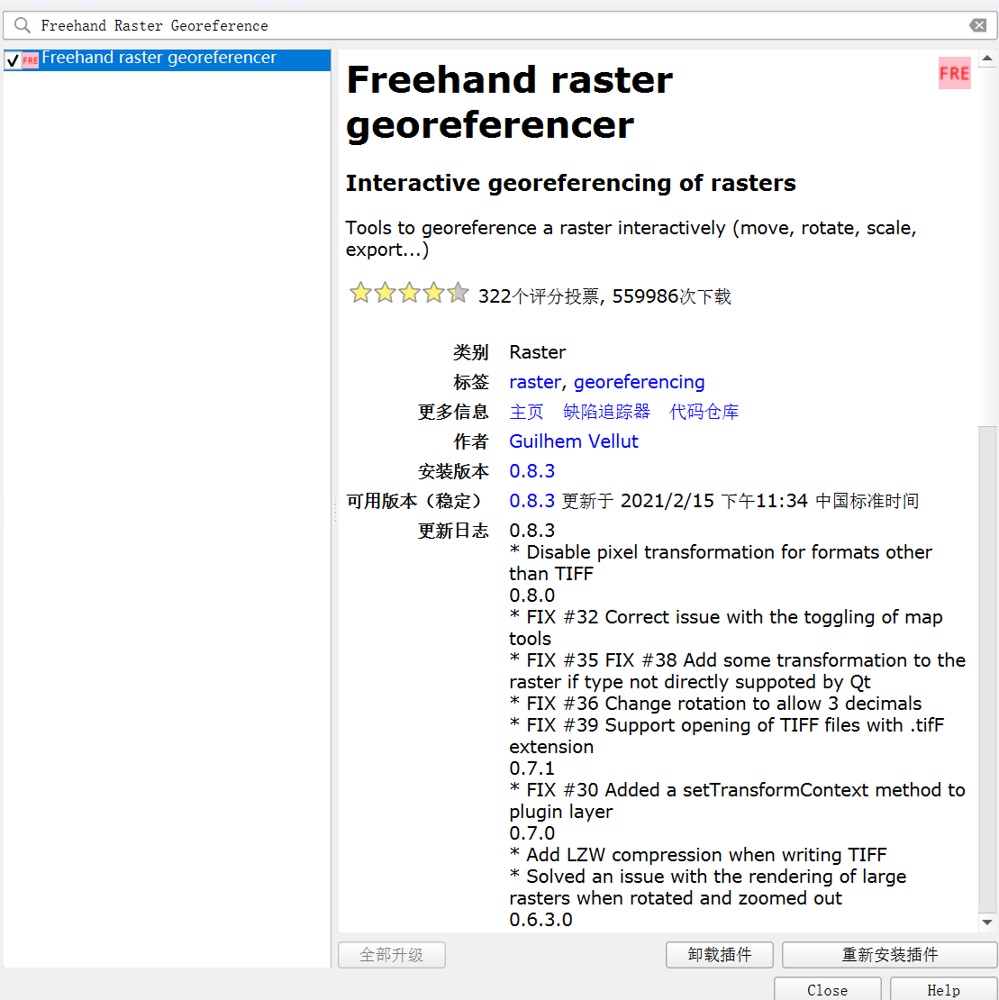 Freehand Raster Georeference
FRE Freehand raster georeferencer
Freehand raster
georeferencer
FRE
Interactive georeferencing of rasters
Tools to georeference a raster interactively (move, rotate, scale,
export...)
322个评分投票, 559986次下载
类别 Raster
标签 raster, georeferencing
更多信息 主页 缺陷追踪器 代码仓库
作者 Guilhem Vellut
安装版本 0.8.3
可用版本（稳定） 0.8.3 更新于 2021/2/15 下午11:34 中国标准时间
更新日志 0.8.3
* Disable pixel transformation for formats other
than TIFF
0.8.0
* FIX #32 Correct issue with the toggling of map
tools
* FIX #35 FIX #38 Add some transformation to the
raster if type not directly suppoted by Qt
* FIX #36 Change rotation to allow 3 decimals
* FIX #39 Support opening of TIFF files with .tifF
extension
0.7.1
* FIX #30 Added a setTransformContext method to
plugin layer
0.7.0
* Add LZW compression when writing TIFF
* Solved an issue with the rendering of large
rasters when rotated and zoomed out
0.6.3.0
全部升级 卸载插件 重新安装插件
Close Help